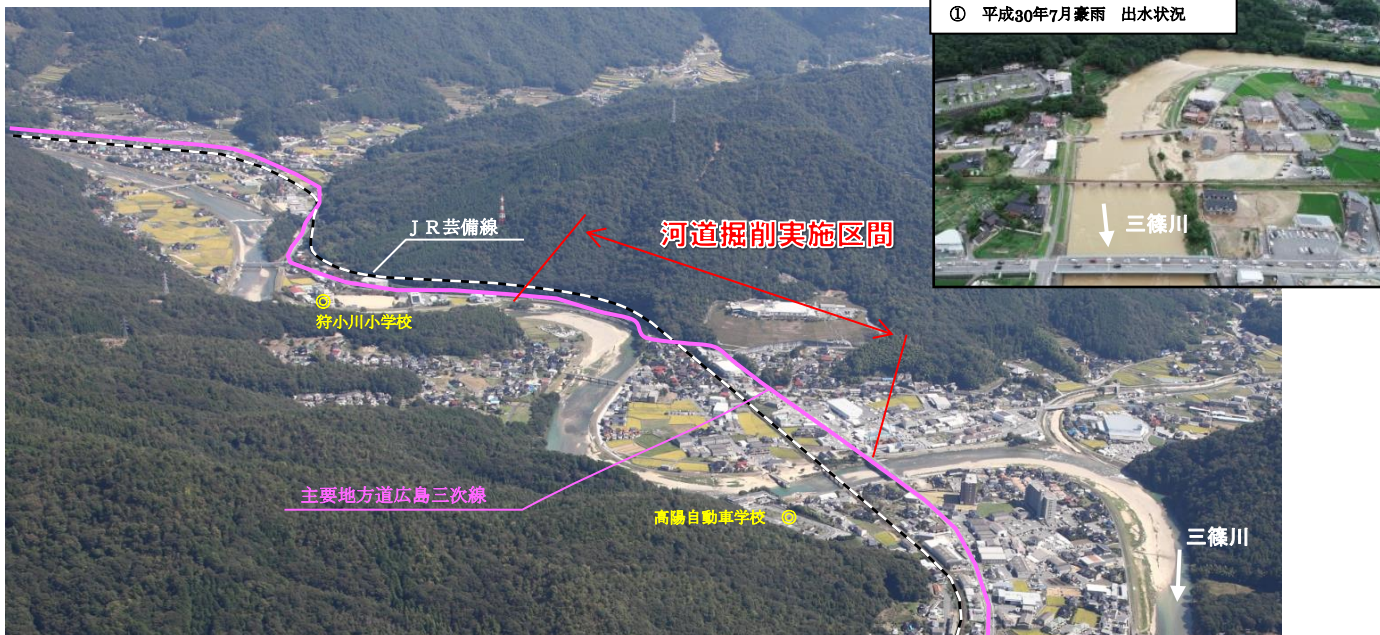 ① 平成30年7月豪雨 出水状況
三篠川
JR芸備線
河道掘削実施区間
狩小川小学校
主要地方道広島三次線
高陽自動車学校 ◎
三篠川